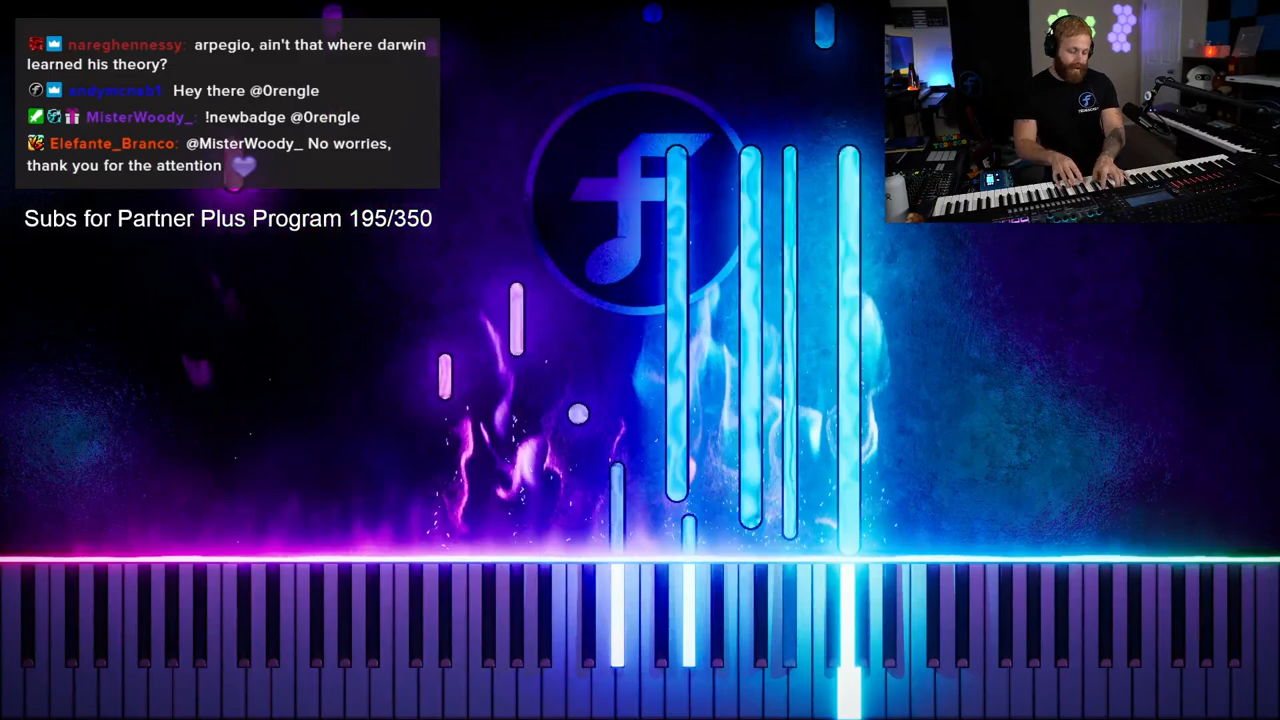 nareghennessy: arpegio, ain't that where darwin
learned his theory?
andymcnab1: Hey there @0rengle
MisterWoody_: !newbadge @0rengle
Elefante_Branco: @MisterWoody_ No worries,
thank you for the attention
Subs for Partner Plus Program 195/350